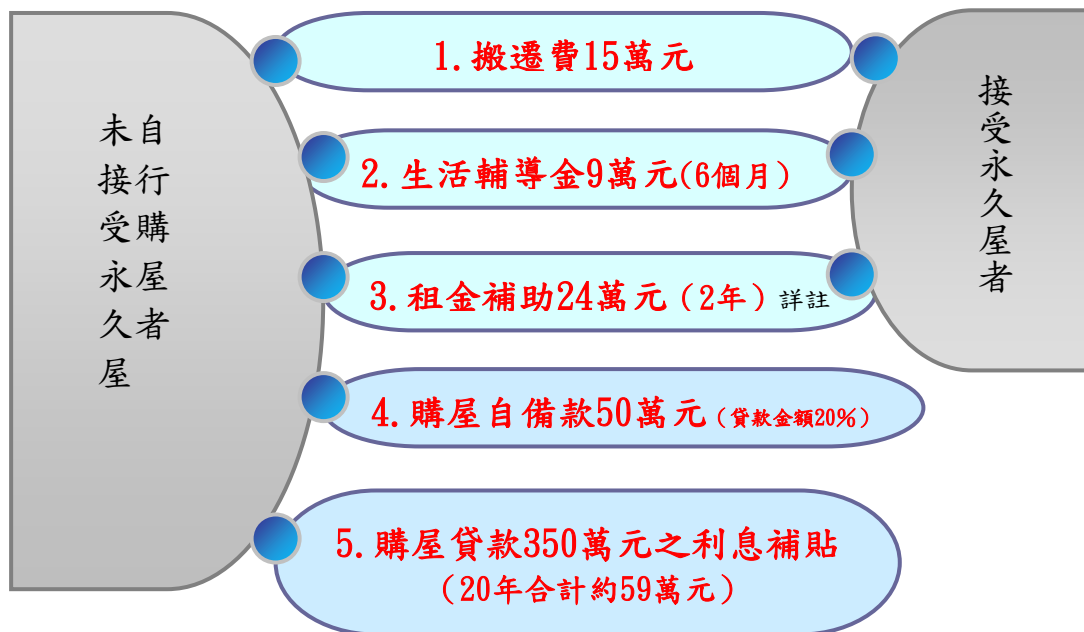 未接受永久屋
自行購屋者
1.搬遷費15萬元
2.生活輔導金9萬元(6個月)
3.租金補助24萬元（2年）詳註
4.購屋自備款50萬元（貸款金額20%）
5.購屋貸款350萬元之利息補貼
（20年合計約59萬元）
接受永久屋者